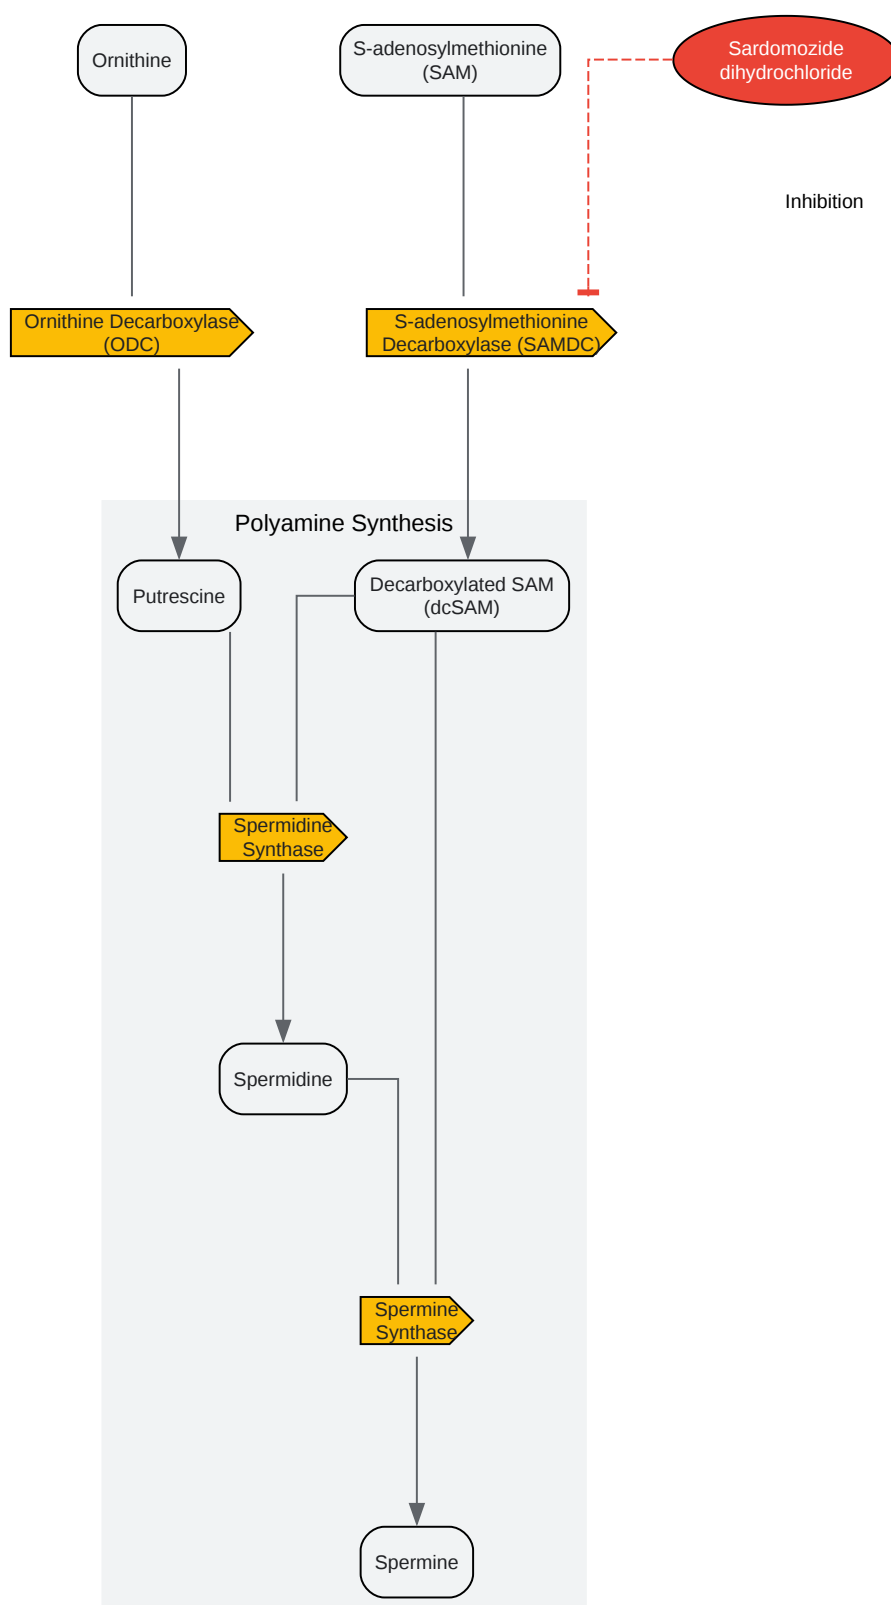 Ornithine
S-adenosylmethionine
(SAM)
Sardomozide
dihydrochloride
Inhibition
Ornithine Decarboxylase
(ODC)
S-adenosylmethionine
Decarboxylase (SAMDC)
Polyamine Synthesis
Putrescine
Decarboxylated SAM
(dcSAM)
Spermidine
Synthase
Spermidine
Spermine
Synthase
Spermine